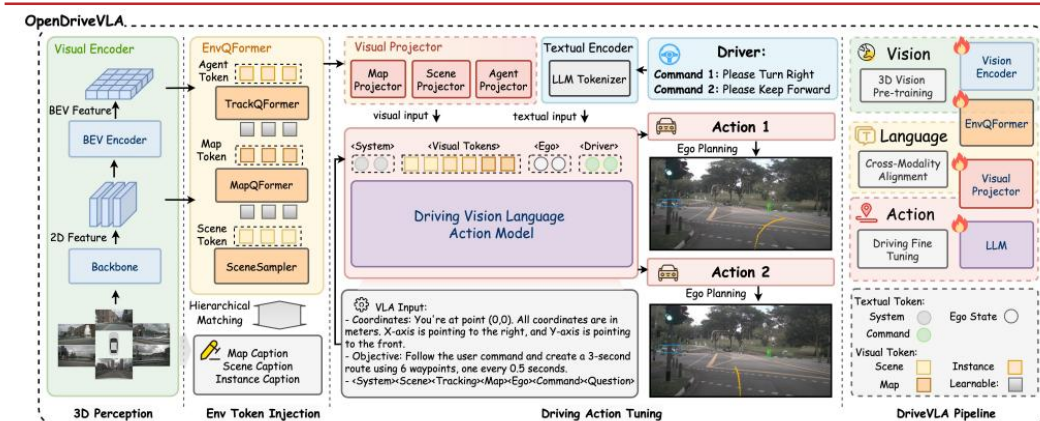 OpenDriveVLA
Visual Encoder
BEV Feature
BEV Encoder
2D Feature
Backbone
3D Perception
EnvQFormer
Agent
Token
TrackQFormer
Map
Token
MapQFormer
Scene
Token
SceneSampler
Hierarchical
Matching
Map Caption
Scene Caption
Instance Caption
Env Token Injection
Visual Projector
Map
Projector
Scene
Projector
Agent
Projector
visual input
Textual Encoder
LLM Tokenizer
textual input
Driver:
Command 1: Please Turn Right
Command 2: Please Keep Forward
<System>
<Visual Tokens>
<Ego>
<Driver>
Driving Vision Language
Action Model
VLA Input:
- Coordinates: You're at point (0,0). All coordinates are in
meters. X-axis is pointing to the right, and Y-axis is pointing
to the front.
- Objective: Follow the user command and create a 3-second
route using 6 waypoints, one every 0.5 seconds.
- <System><Scene><Tracking><Map><Ego><Command><Question>
Action 1
Ego Planning
Action 2
Ego Planning
Driving Action Tuning
Vision
3D Vision
Pre-training
Vision
Encoder
EnvQFormer
Language
Cross-Modality
Alignment
Visual
Projector
Action
Driving Fine
Tuning
LLM
Textual Token:
System
Ego State
Command
Visual Token:
Scene
Instance
Map
Learnable:
DriveVLA Pipeline